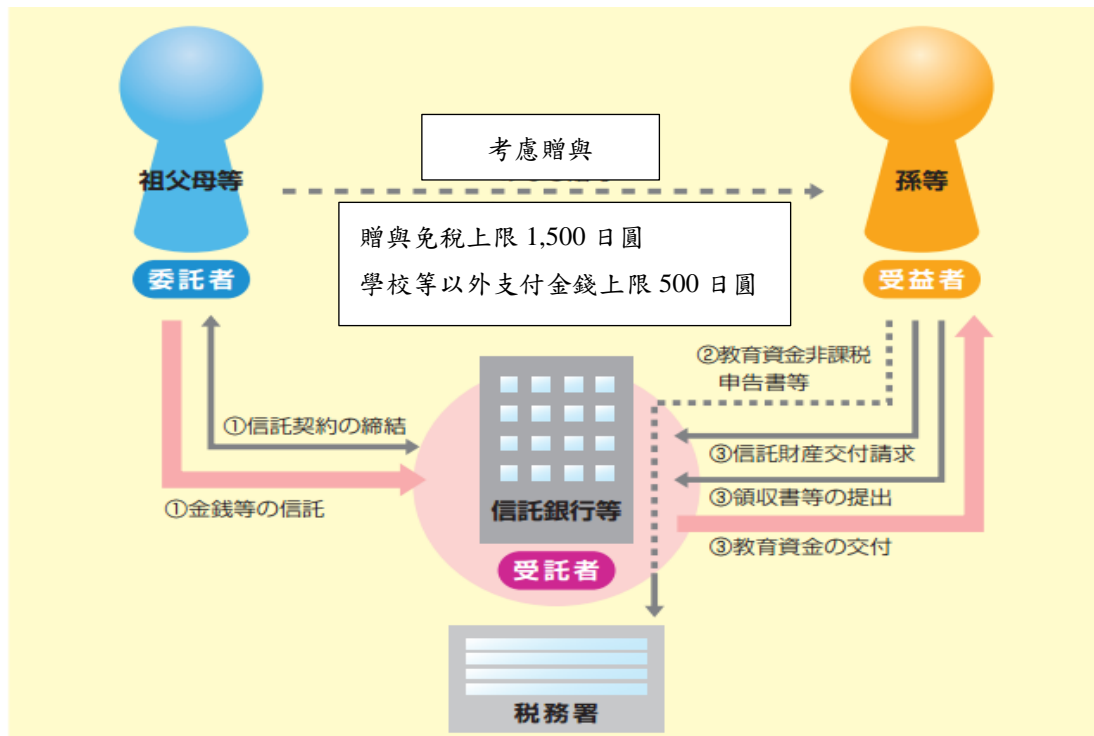 考慮贈與
祖父母等
孫等
贈與免稅上限 1,500 日圓
學校等以外支付金錢上限 500 日圓
委託者
受益者
②教育資金非課税
申告書等
①信託契約の締結
③信託財産交付請求
①金銭等の信託
信託銀行等
③領収書等の提出
③教育資金の交付
受託者
税務署